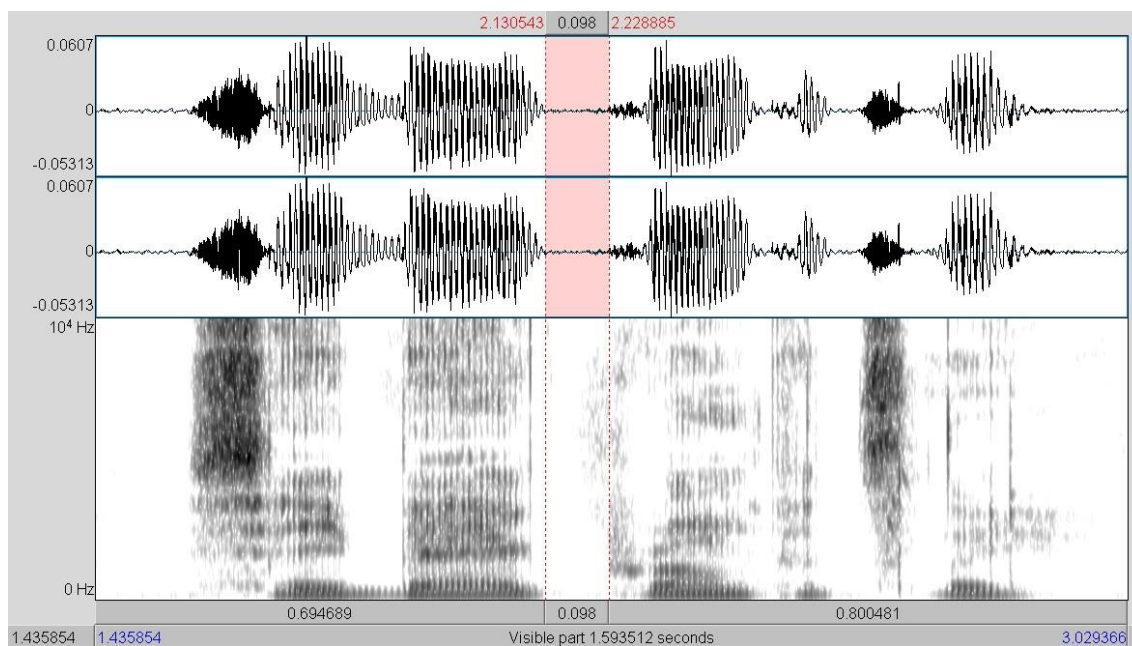 2.130543 0.098 2.228885
0.0607
0
-0.05313
0.0607
0
-0.05313
10⁴ Hz
0 Hz
0.694689 0.098 0.800481
1.435854 1.435854 Visible part 1.593512 seconds 3.029366